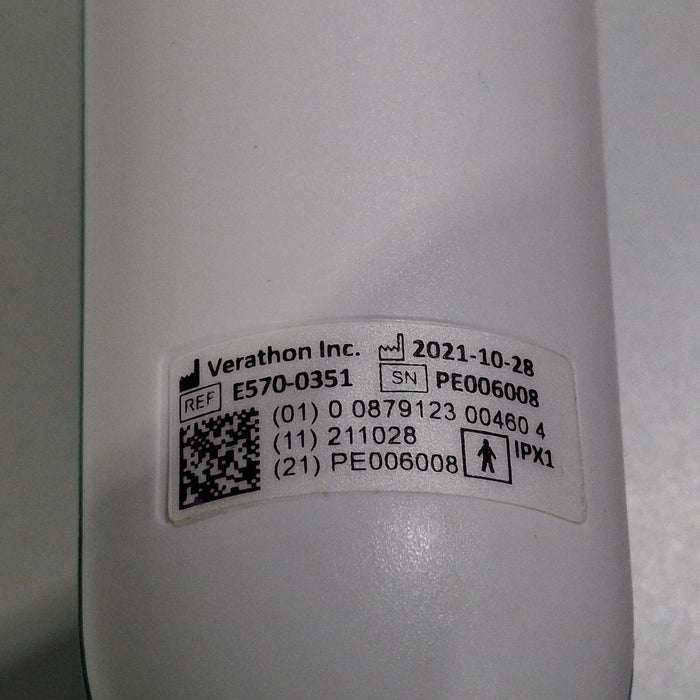 Verathon Inc. 2021-10-28
REF E570-0351 SN PE006008
(01) 0 0879123 00460 4
(11) 211028
(21) PE006008 IPX1